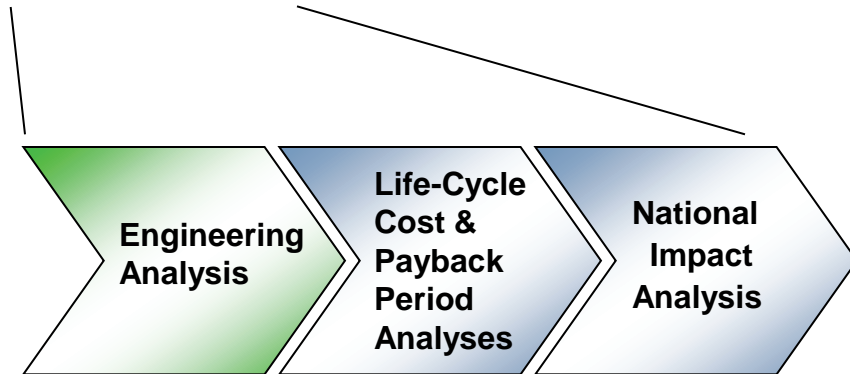 Engineering
Analysis
Life-Cycle
Cost &
Payback
Period
Analyses
National
Impact
Analysis